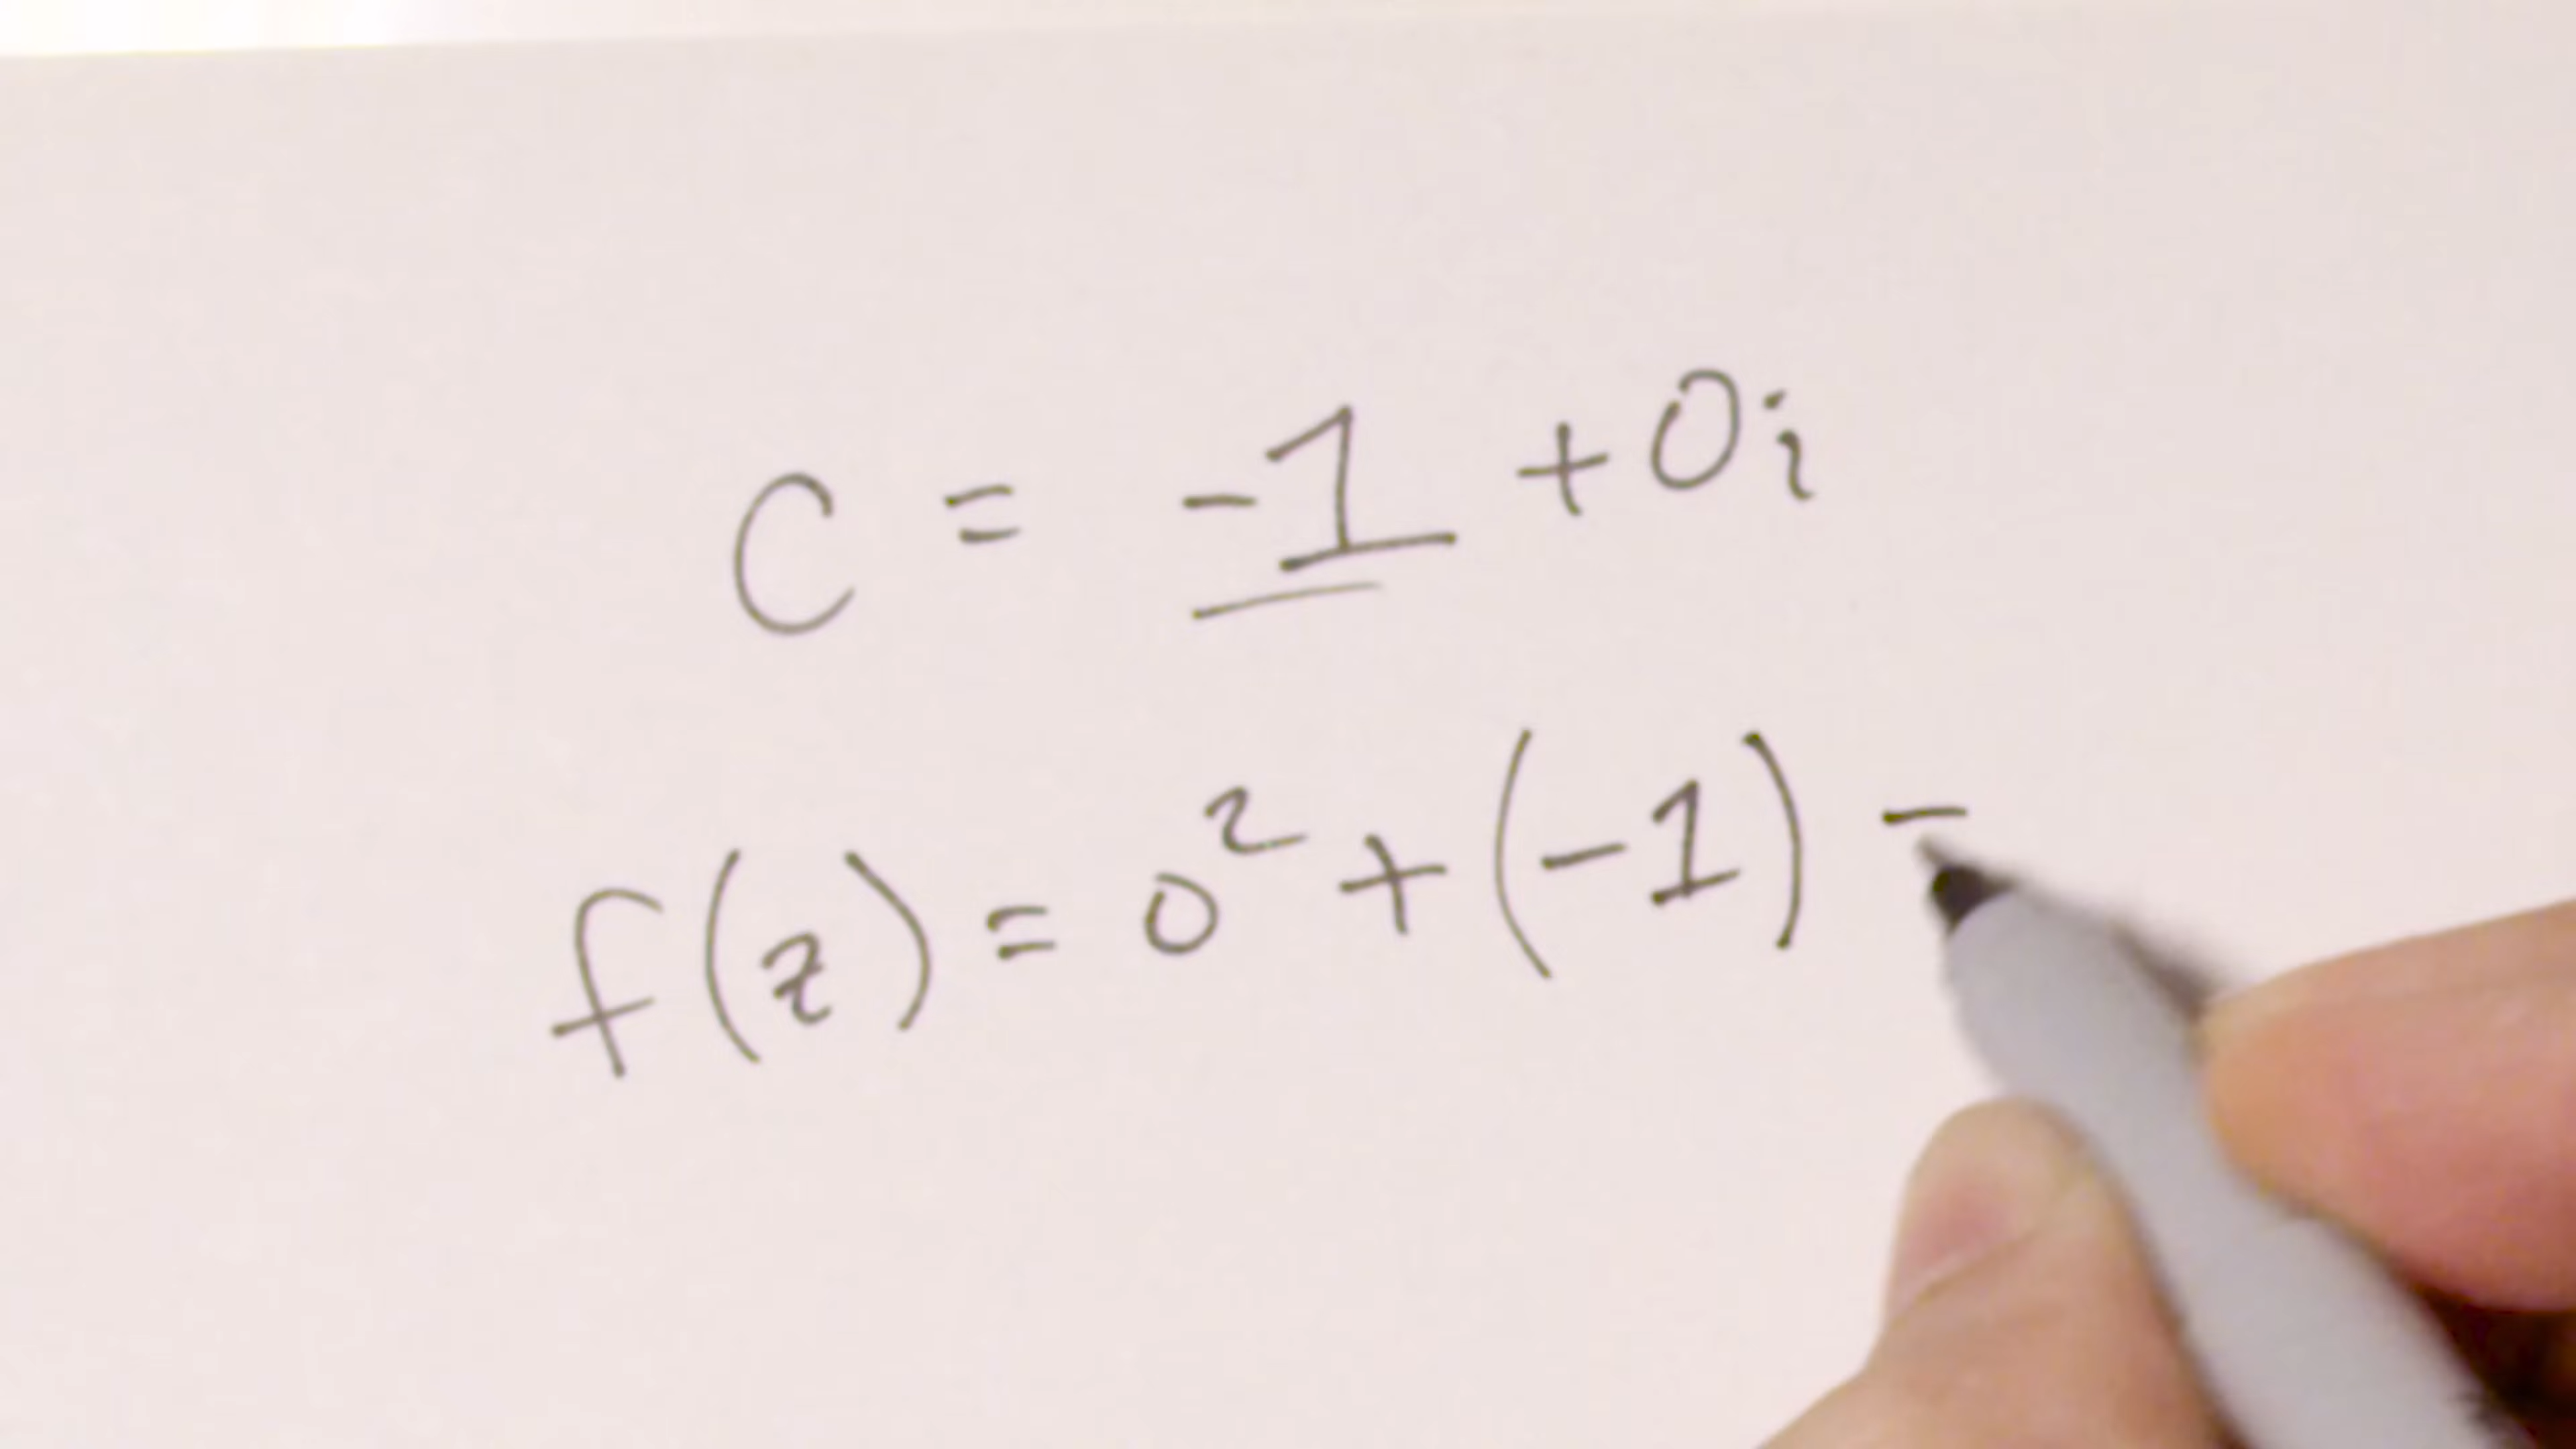 C = -1 + 0i
f(z) = 0² + (-1) -